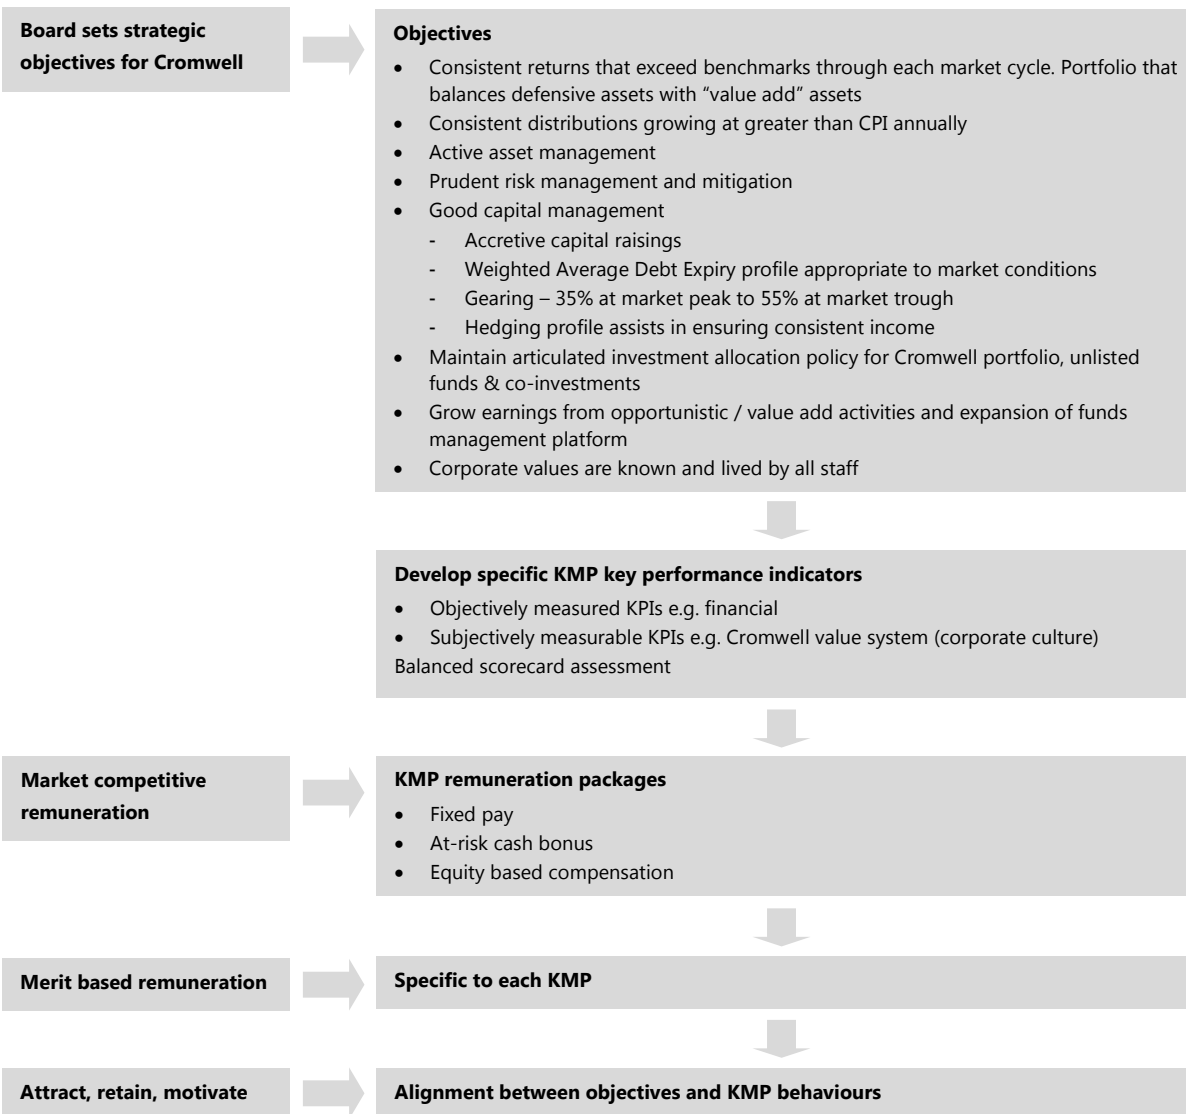 Board sets strategic
objectives for Cromwell
Objectives
• Consistent returns that exceed benchmarks through each market cycle. Portfolio that
balances defensive assets with “value add” assets
• Consistent distributions growing at greater than CPI annually
• Active asset management
• Prudent risk management and mitigation
• Good capital management
- Accretive capital raisings
- Weighted Average Debt Expiry profile appropriate to market conditions
- Gearing – 35% at market peak to 55% at market trough
- Hedging profile assists in ensuring consistent income
• Maintain articulated investment allocation policy for Cromwell portfolio, unlisted
funds & co-investments
• Grow earnings from opportunistic / value add activities and expansion of funds
management platform
• Corporate values are known and lived by all staff
Develop specific KMP key performance indicators
• Objectively measured KPIs e.g. financial
• Subjectively measurable KPIs e.g. Cromwell value system (corporate culture)
Balanced scorecard assessment
Market competitive
remuneration
KMP remuneration packages
• Fixed pay
• At-risk cash bonus
• Equity based compensation
Merit based remuneration
Specific to each KMP
Attract, retain, motivate
Alignment between objectives and KMP behaviours